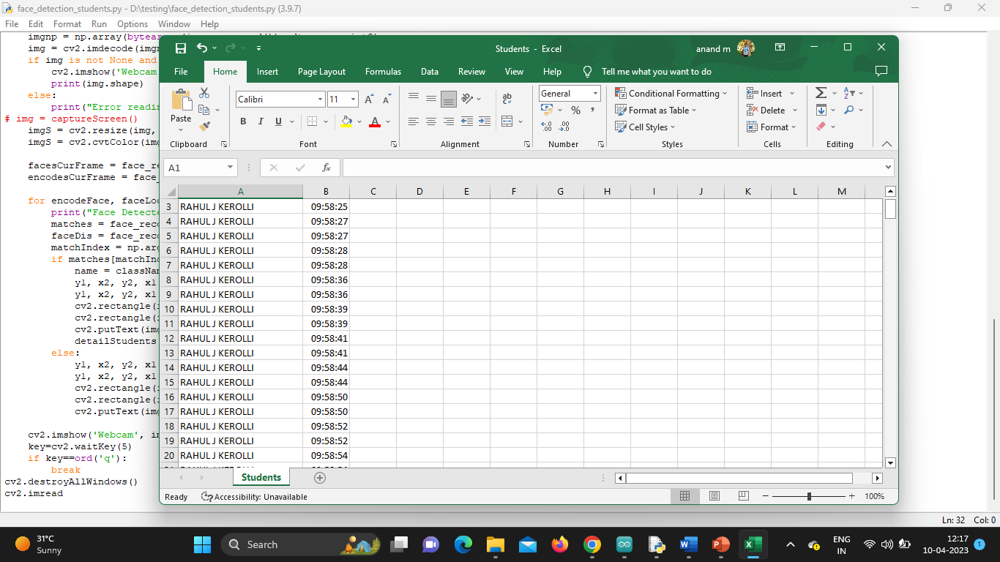 face_detection_students.py - D:\testing\face_detection_students.py (3.9.7)
File Edit Format Run Options Window Help
imgnp = np.array(bytear
img = cv2.imdecode(imgn
if img is not None and
cv2.imshow('Webcam
print(img.shape)
else:
print("Error readin
# img = captureScreen()
imgS = cv2.resize(img,
imgS = cv2.cvtColor(img
facesCurFrame = face_re
encodesCurFrame = face_
for encodeFace, faceLoc
print("Face Detecte
matches = face_reco
faceDis = face_reco
matchIndex = np.arg
if matches[matchInd
name = classNam
y1, x2, y2, x1
y1, x2, y2, x1
cv2.rectangle(i
cv2.rectangle(i
cv2.putText(img
detailStudents
else:
y1, x2, y2, x1
y1, x2, y2, x1
cv2.rectangle(i
cv2.rectangle(i
cv2.putText(img
cv2.imshow('Webcam', im
key=cv2.waitKey(5)
if key==ord('q'):
break
cv2.destroyAllWindows()
cv2.imread
Students - Excel anand m
File Home Insert Page Layout Formulas Data Review View Help Tell me what you want to do
Paste
Clipboard
Calibri 11
B I U A
Font
ab
Alignment
General
% ,
Number
Conditional Formatting
Format as Table
Cell Styles
Styles
Insert
Delete
Format
Cells
Editing
A1 fx
A B C D E F G H I J K L M
3 RAHUL J KEROLLI 09:58:25
4 RAHUL J KEROLLI 09:58:27
5 RAHUL J KEROLLI 09:58:27
6 RAHUL J KEROLLI 09:58:28
7 RAHUL J KEROLLI 09:58:28
8 RAHUL J KEROLLI 09:58:36
9 RAHUL J KEROLLI 09:58:36
10 RAHUL J KEROLLI 09:58:39
11 RAHUL J KEROLLI 09:58:39
12 RAHUL J KEROLLI 09:58:41
13 RAHUL J KEROLLI 09:58:41
14 RAHUL J KEROLLI 09:58:44
15 RAHUL J KEROLLI 09:58:44
16 RAHUL J KEROLLI 09:58:50
17 RAHUL J KEROLLI 09:58:50
18 RAHUL J KEROLLI 09:58:52
19 RAHUL J KEROLLI 09:58:52
20 RAHUL J KEROLLI 09:58:54
Students
Ready Accessibility: Unavailable 100%
Ln: 32 Col: 0
31°C
Sunny
Search
ENG
IN
12:17
10-04-2023
1